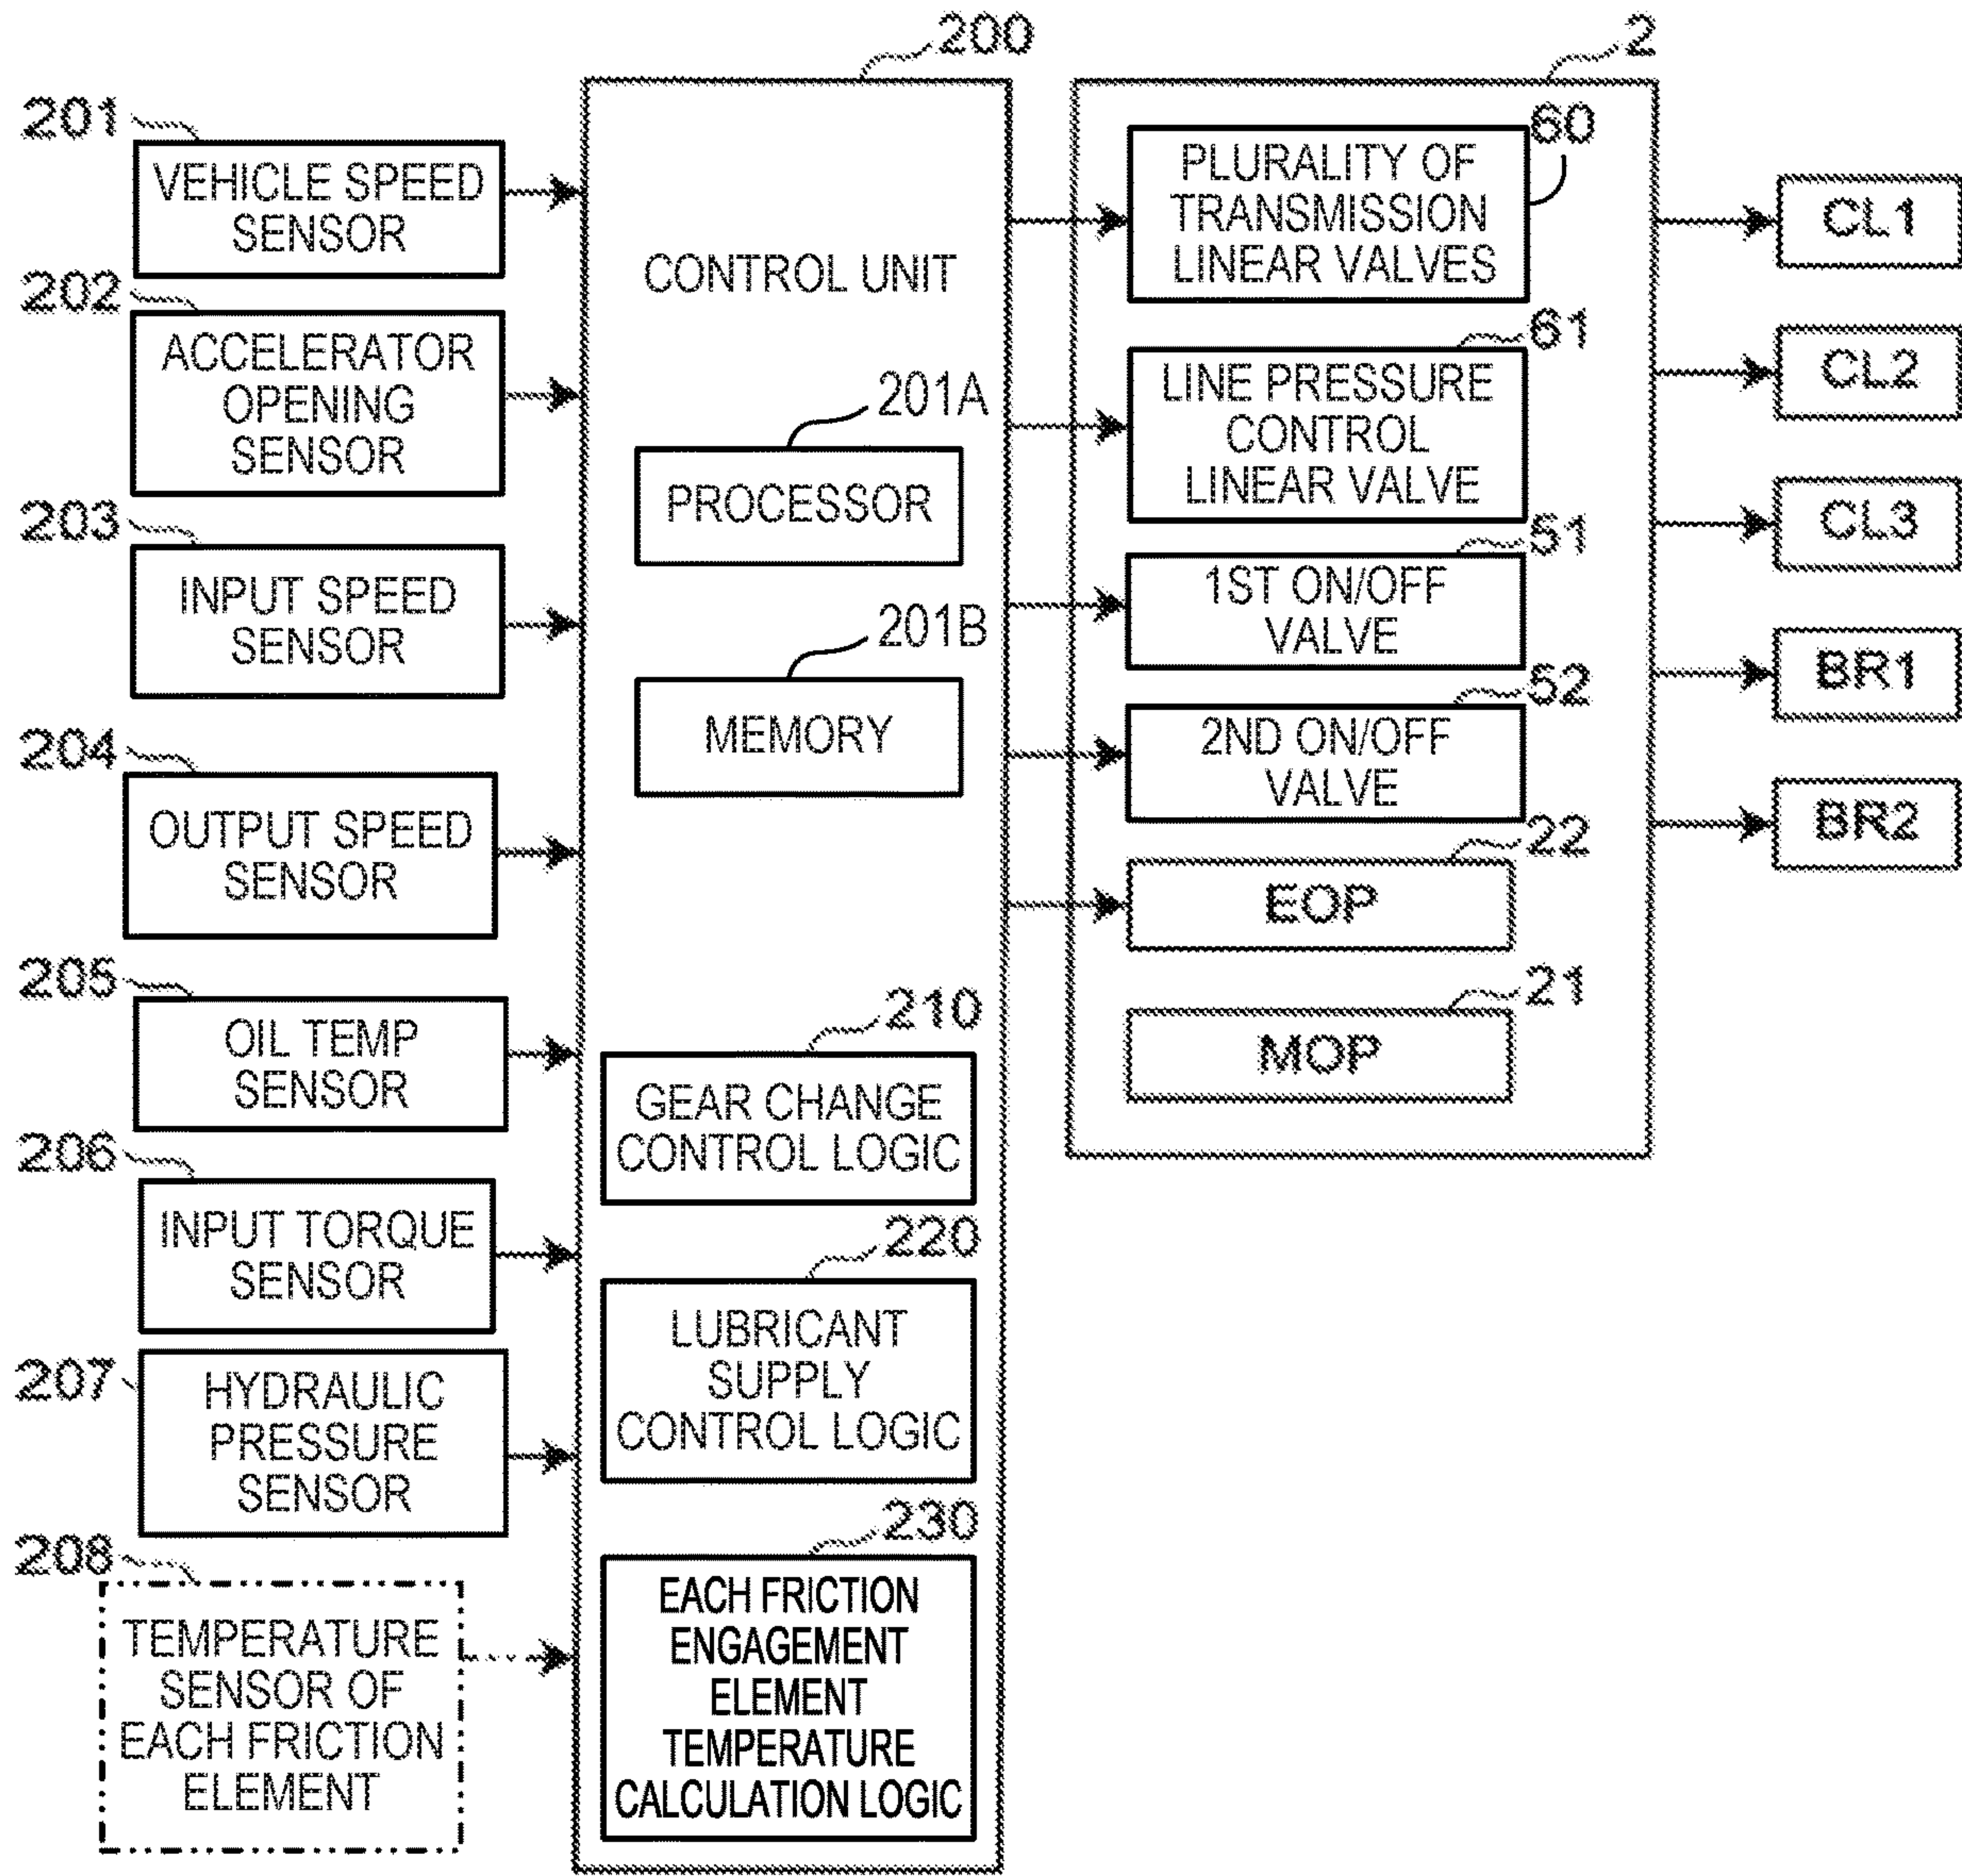 201
VEHICLE SPEED
SENSOR
202
ACCELERATOR
OPENING
SENSOR
203
INPUT SPEED
SENSOR
204
OUTPUT SPEED
SENSOR
205
OIL TEMP
SENSOR
206
INPUT TORQUE
SENSOR
207
HYDRAULIC
PRESSURE
SENSOR
208
TEMPERATURE
SENSOR OF
EACH FRICTION
ELEMENT
200
CONTROL UNIT
201A
PROCESSOR
201B
MEMORY
210
GEAR CHANGE
CONTROL LOGIC
220
LUBRICANT
SUPPLY
CONTROL LOGIC
230
EACH FRICTION
ENGAGEMENT
ELEMENT
TEMPERATURE
CALCULATION LOGIC
2
60
PLURALITY OF
TRANSMISSION
LINEAR VALVES
61
LINE PRESSURE
CONTROL
LINEAR VALVE
51
1ST ON/OFF
VALVE
52
2ND ON/OFF
VALVE
22
EOP
21
MOP
CL1
CL2
CL3
BR1
BR2